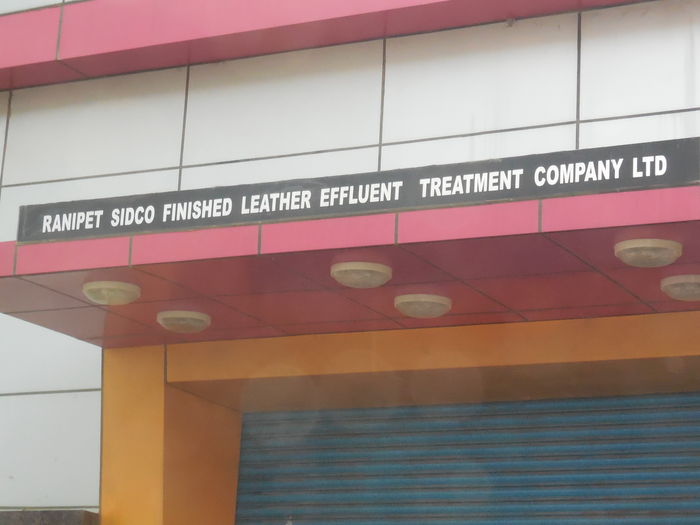 RANIPET SIDCO FINISHED LEATHER EFFLUENT TREATMENT COMPANY LTD